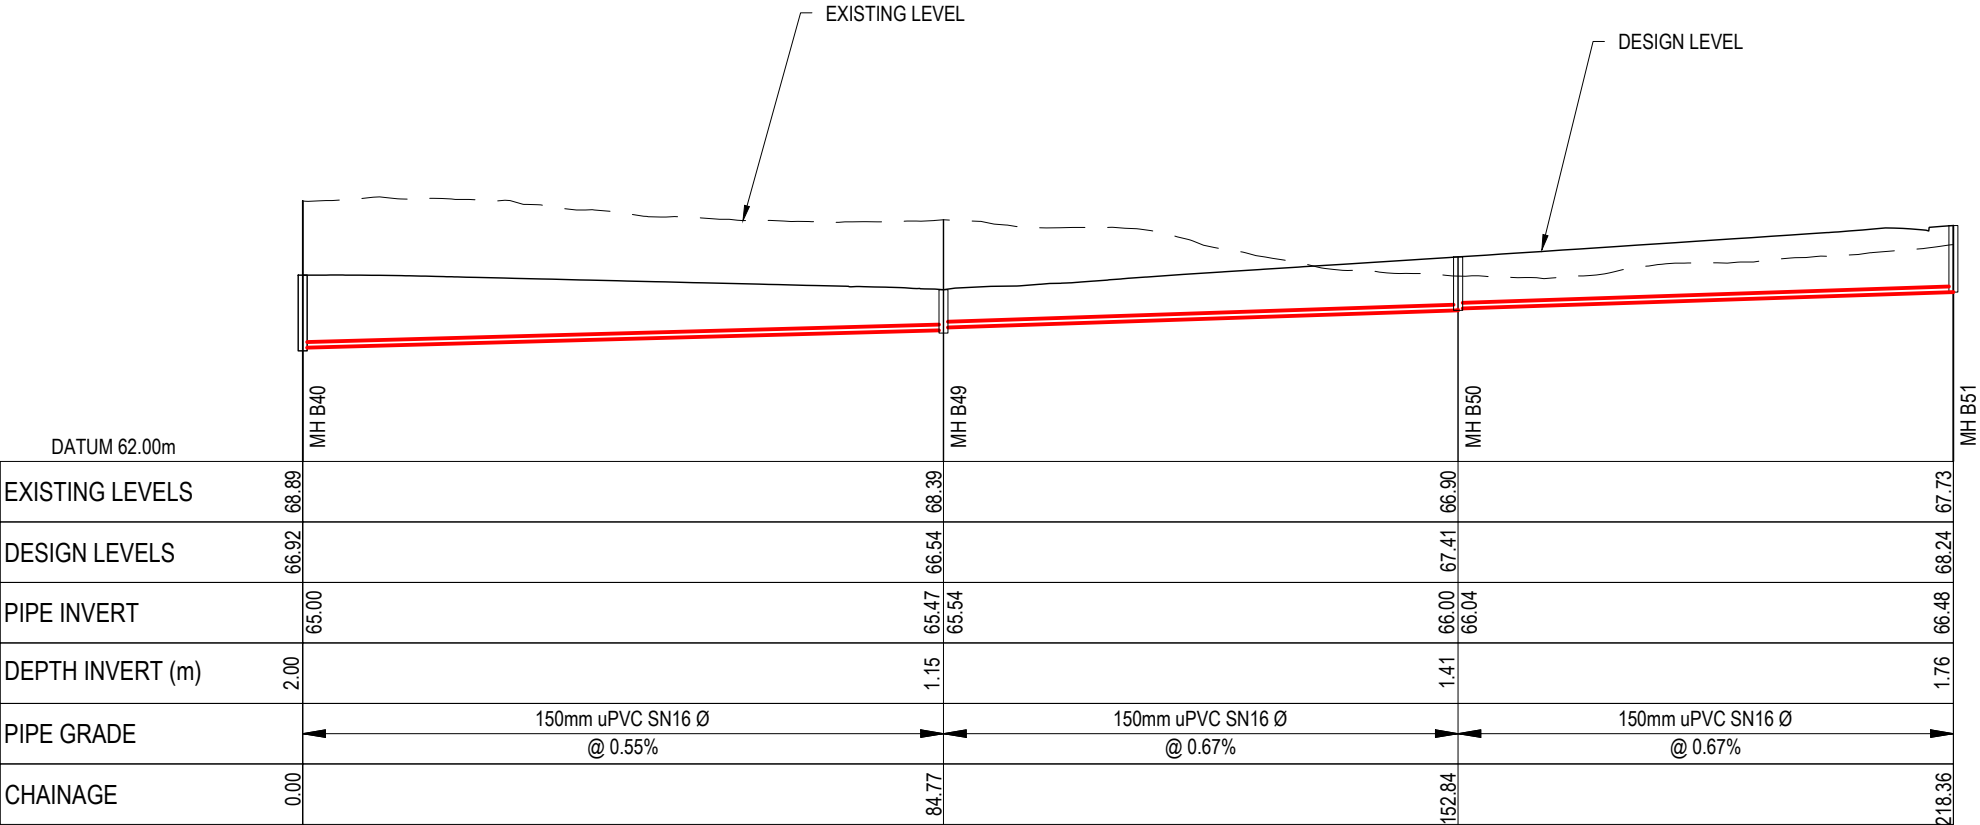 EXISTING LEVEL
DESIGN LEVEL
MH B40
MH B49
MH B50
MH B51
DATUM 62.00m
EXISTING LEVELS 68.89 68.39 66.90 67.73
DESIGN LEVELS 66.92 66.54 67.41 68.24
PIPE INVERT 65.00 65.47 65.54 66.00 66.04 66.48
DEPTH INVERT (m) 2.00 1.15 1.41 1.76
PIPE GRADE
150mm uPVC SN16 Ø
@ 0.55%
150mm uPVC SN16 Ø
@ 0.67%
150mm uPVC SN16 Ø
@ 0.67%
CHAINAGE 0.00 84.77 152.84 218.36